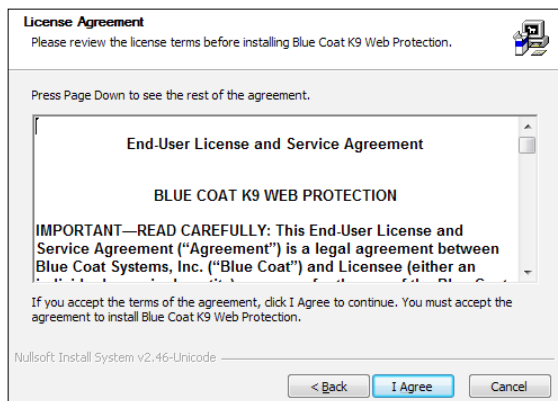 License Agreement
Please review the license terms before installing Blue Coat K9 Web Protection.
Press Page Down to see the rest of the agreement.
End-User License and Service Agreement
BLUE COAT K9 WEB PROTECTION
IMPORTANT—READ CAREFULLY: This End-User License and
Service Agreement (“Agreement”) is a legal agreement between
Blue Coat Systems, Inc. (“Blue Coat”) and Licensee (either an
If you accept the terms of the agreement, click I Agree to continue. You must accept the
agreement to install Blue Coat K9 Web Protection.
Nullsoft Install System v2.46-Unicode
< Back
I Agree
Cancel